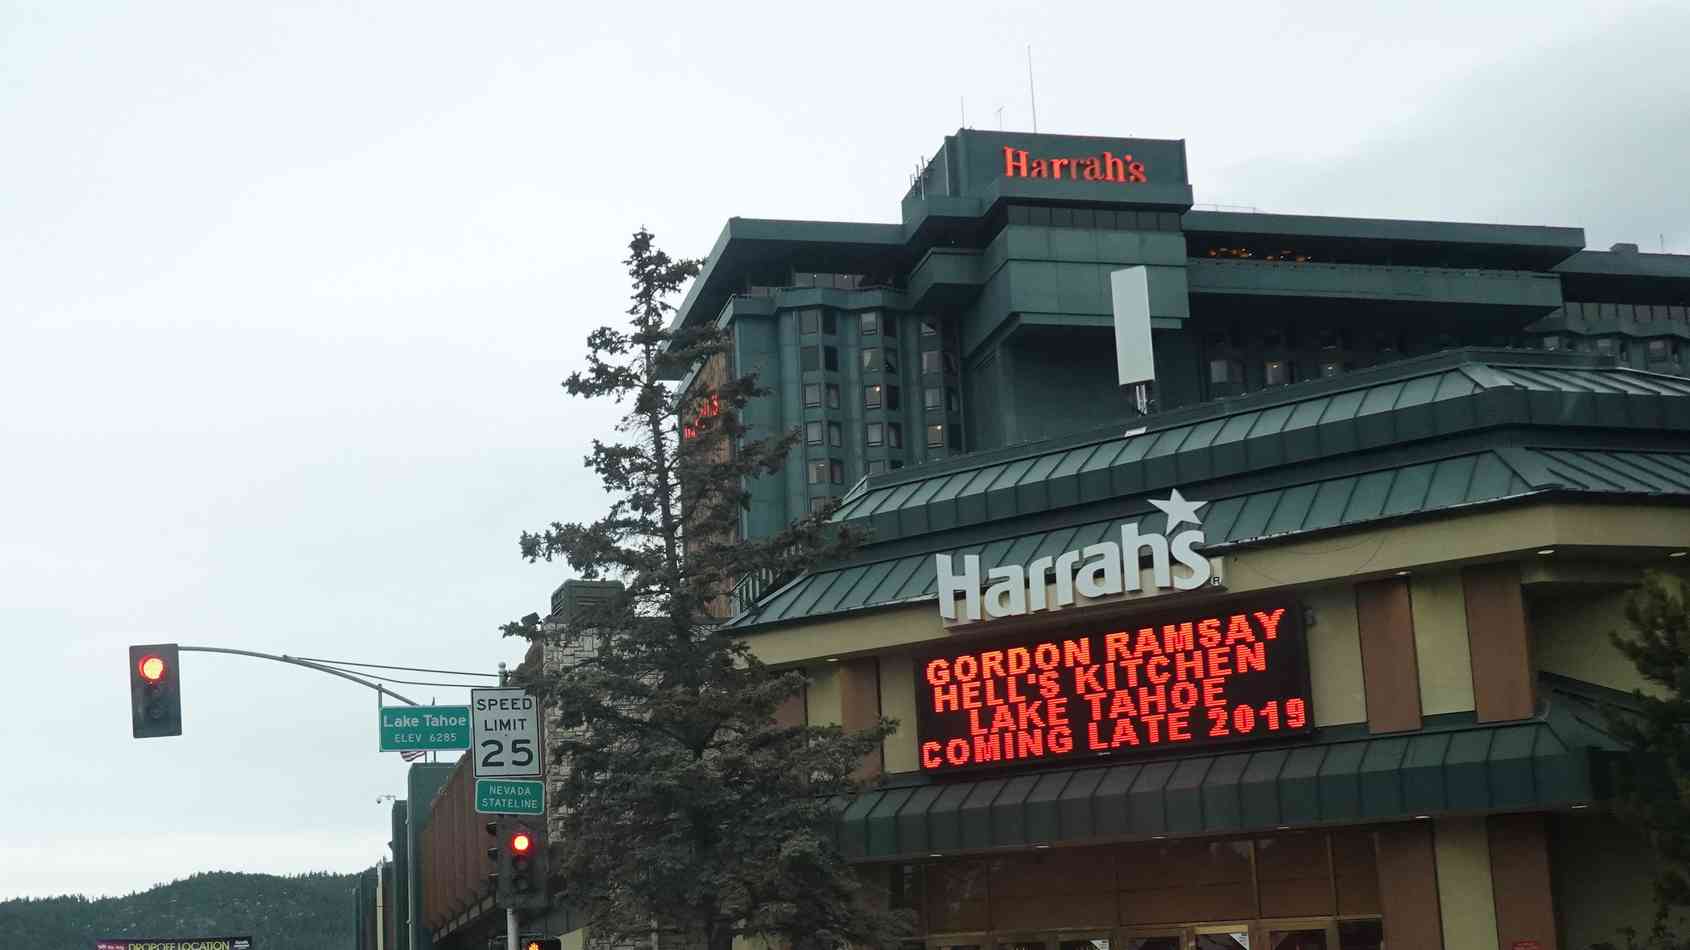 Harrah's
Harrah's
GORDON RAMSAY
HELL'S KITCHEN
LAKE TAHOE
COMING LATE 2019
Lake Tahoe
ELEV 6285
SPEED
LIMIT
25
NEVADA
STATELINE
DROPOFF LOCATION